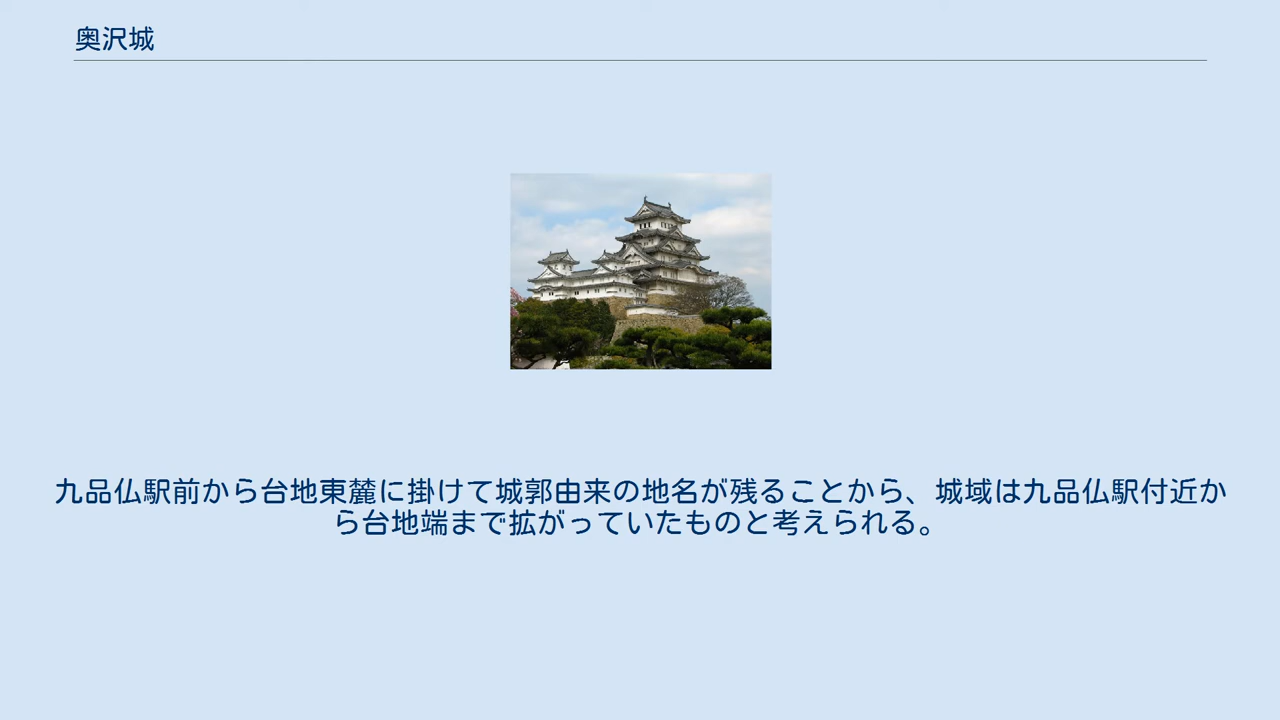 奥沢城
九品仏駅前から台地東麓に掛けて城郭由来の地名が残ることから、城域は九品仏駅付近か
ら台地端まで拡がっていたものと考えられる。